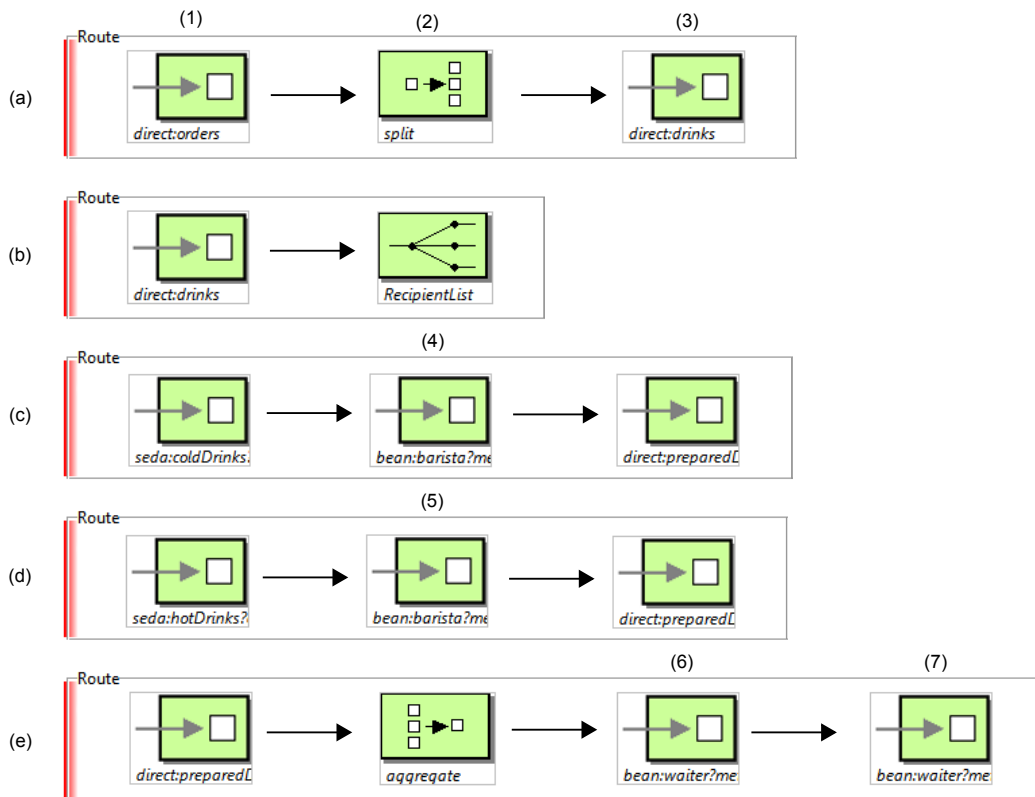 (1) (2) (3)
Route
(a)
direct:orders split direct:drinks
Route
(b)
direct:drinks RecipientList
(4)
Route
(c)
seda:coldDrinks? bean:barista?me direct:preparedD
(5)
Route
(d)
seda:hotDrinks? bean:barista?me direct:preparedD
(6) (7)
Route
(e)
direct:preparedD aggregate bean:waiter?me bean:waiter?me